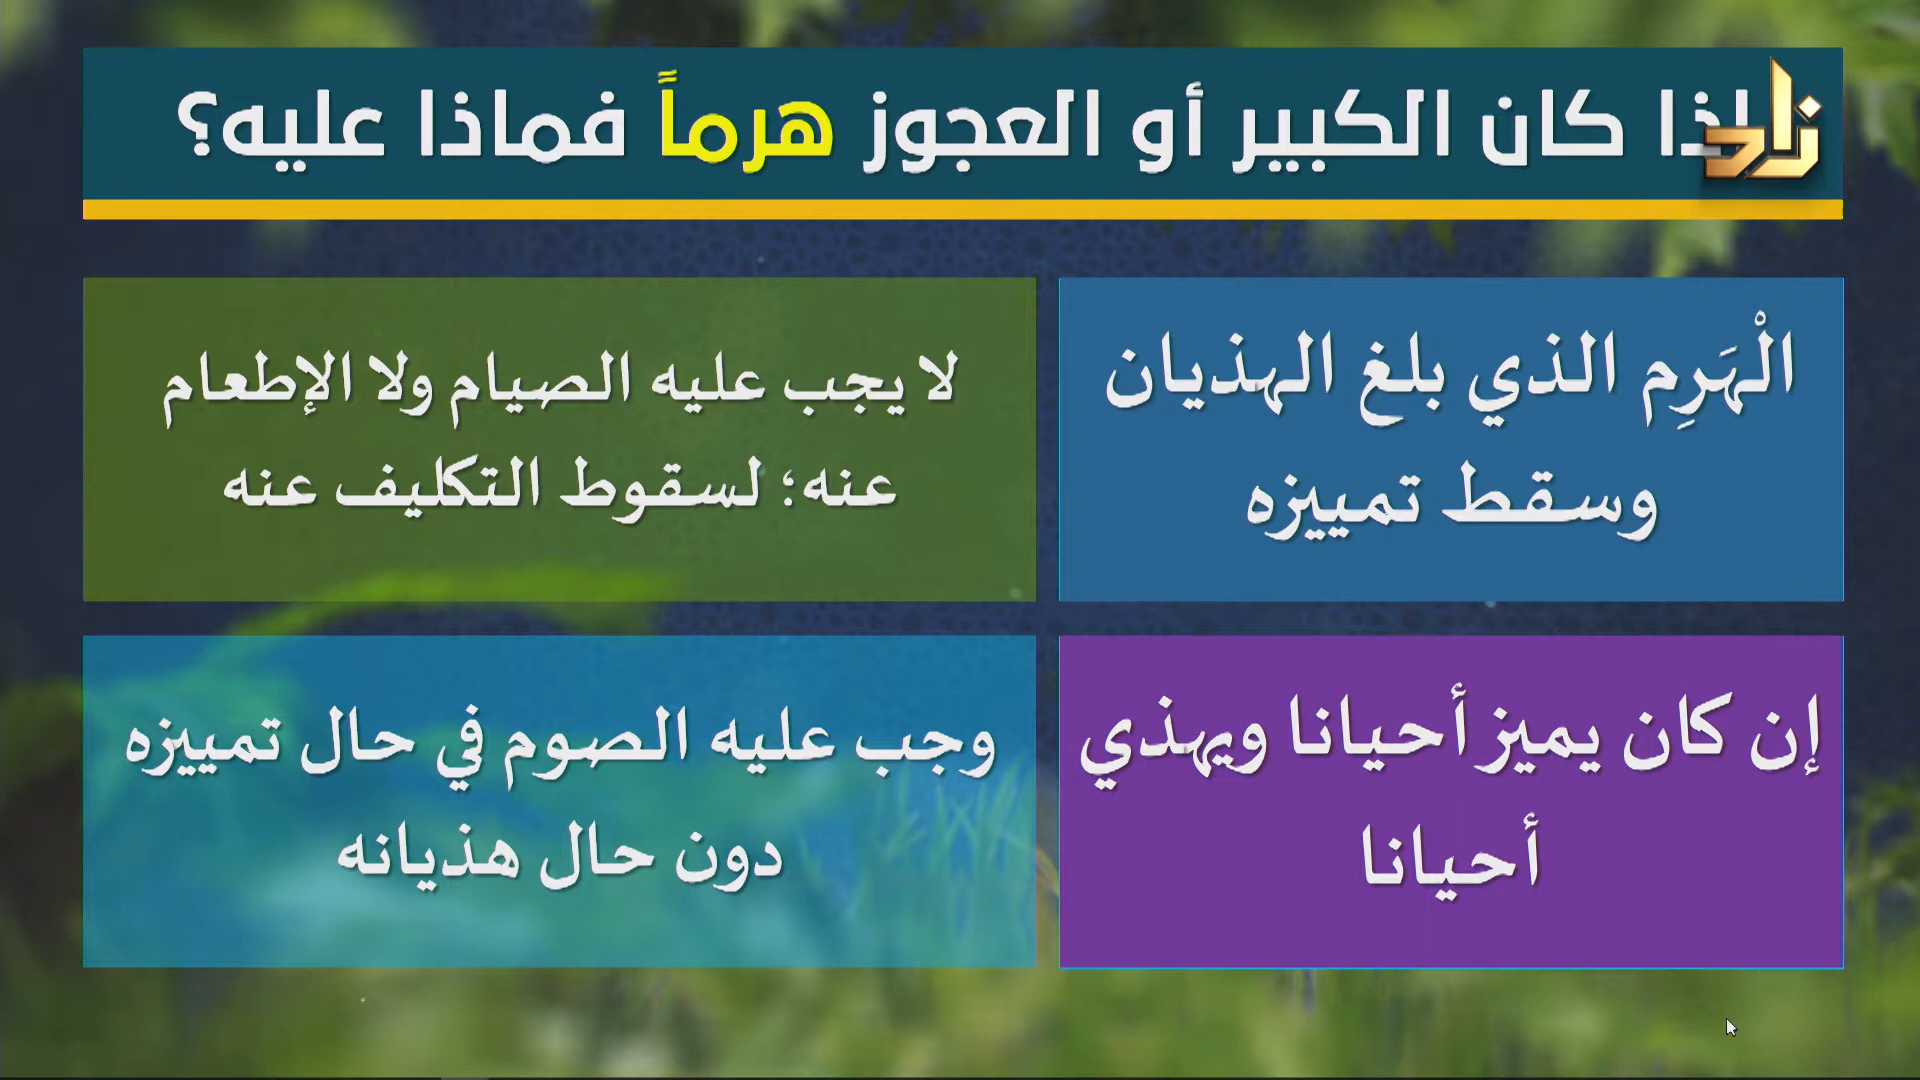 إذا كان الكبير أو العجوز هرماً فماذا عليه؟
زاد
الْهَرِم الذي بلغ الهذيان
وسقط تمييزه
لا يجب عليه الصيام ولا الإطعام
عنه؛ لسقوط التكليف عنه
إن كان يميز أحيانا ويهذي
أحيانا
وجب عليه الصوم في حال تمييزه
دون حال هذيانه